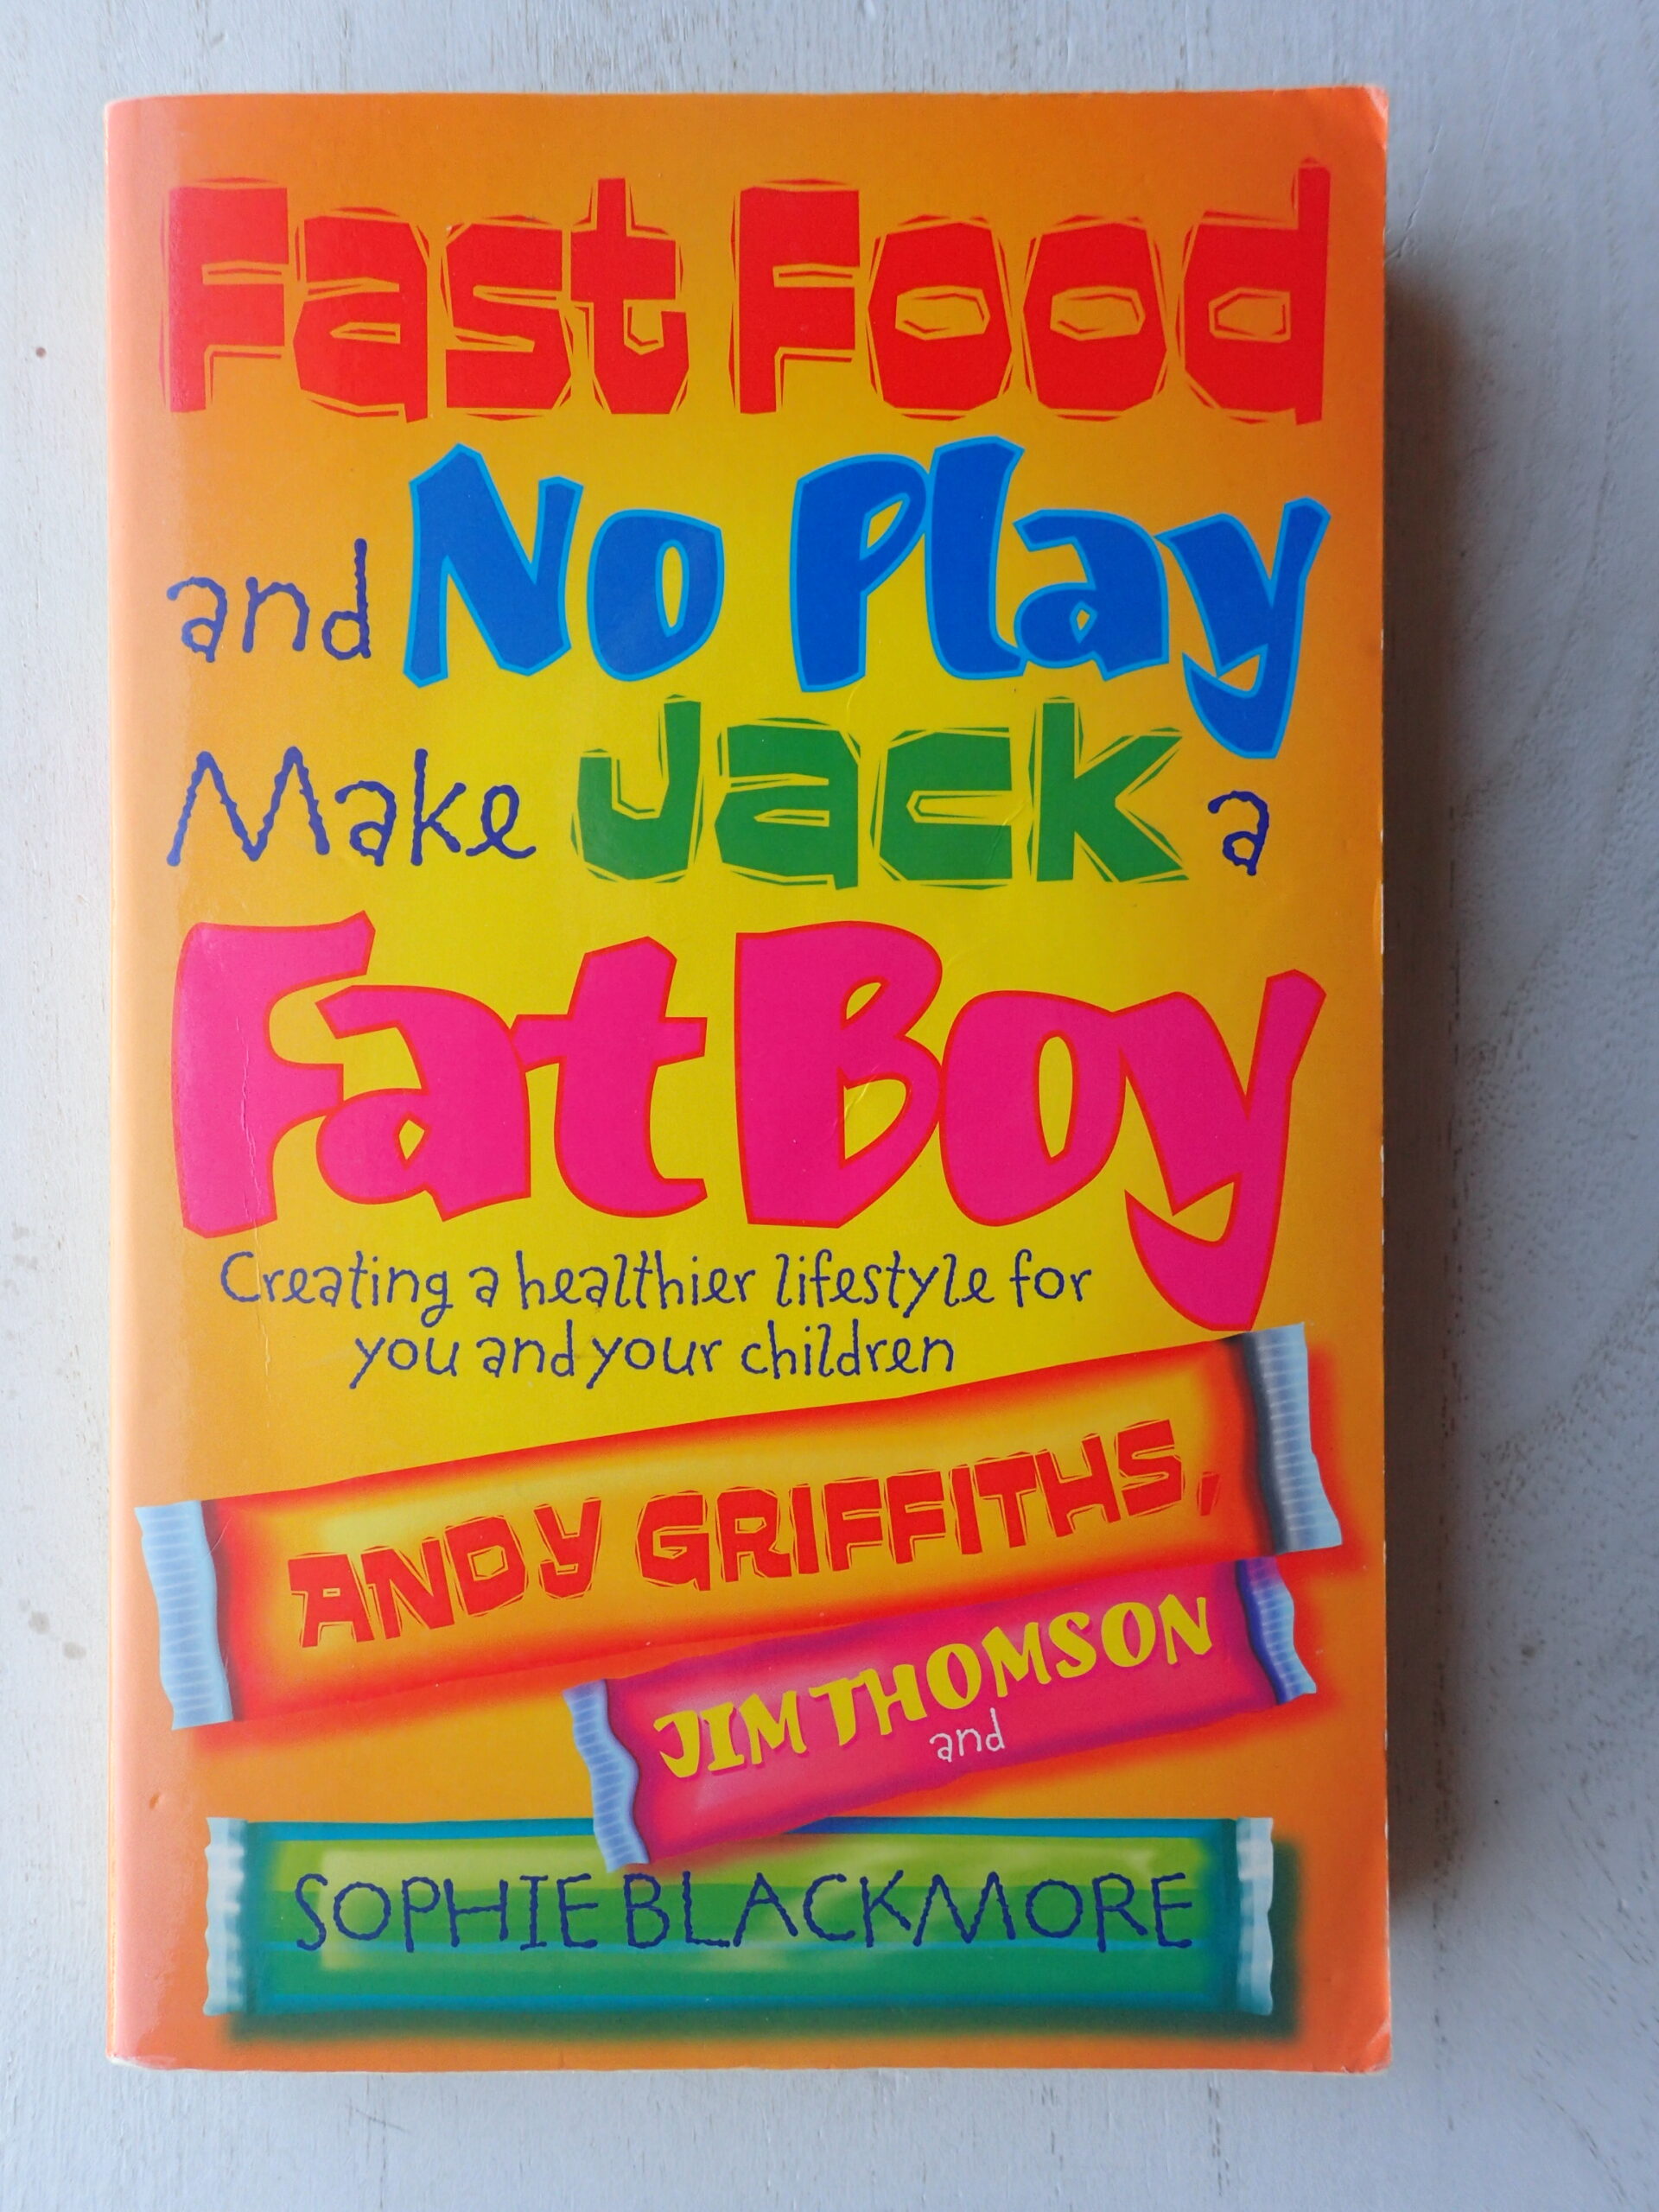 Fast Food
and No Play
Make Jack a
Fat Boy
Creating a healthier lifestyle for
you and your children
ANDY GRIFFITHS,
JIM THOMSON
and
SOPHIE BLACKMORE